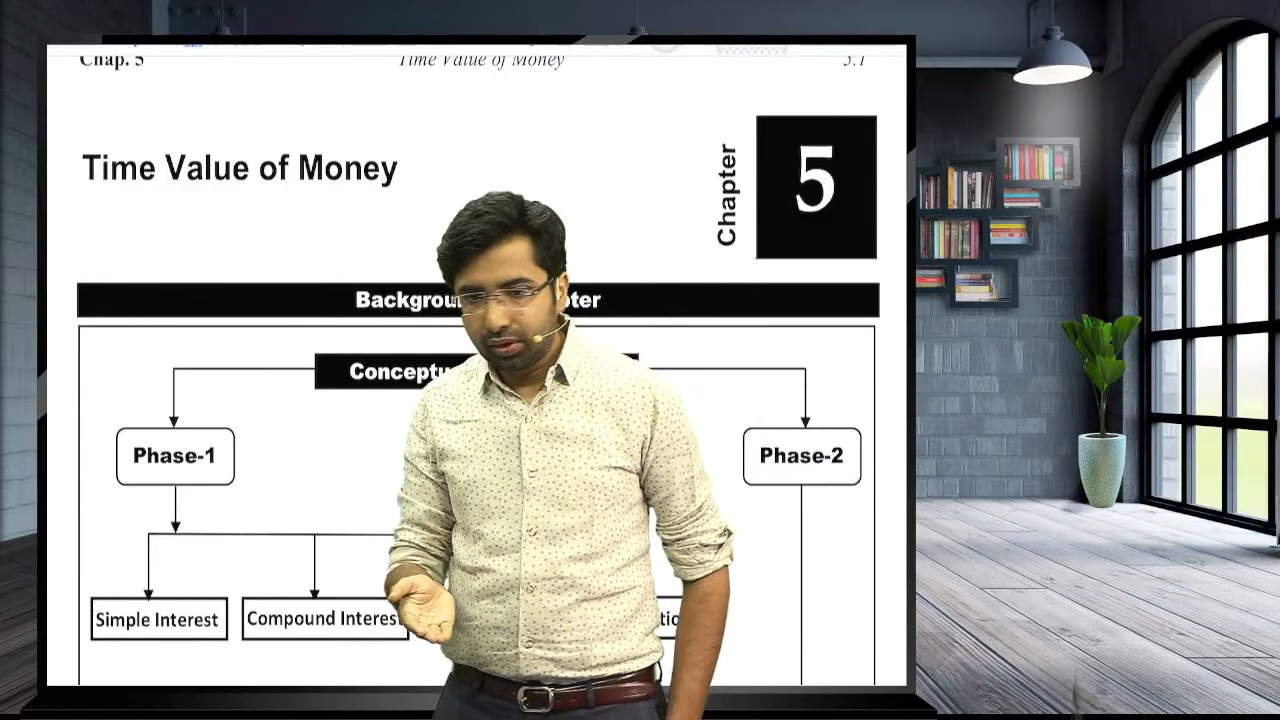 Chap. 5 Time Value of Money 5.1
Time Value of Money
Chapter
5
Phase-1
Phase-2
Simple Interest
Compound Interest